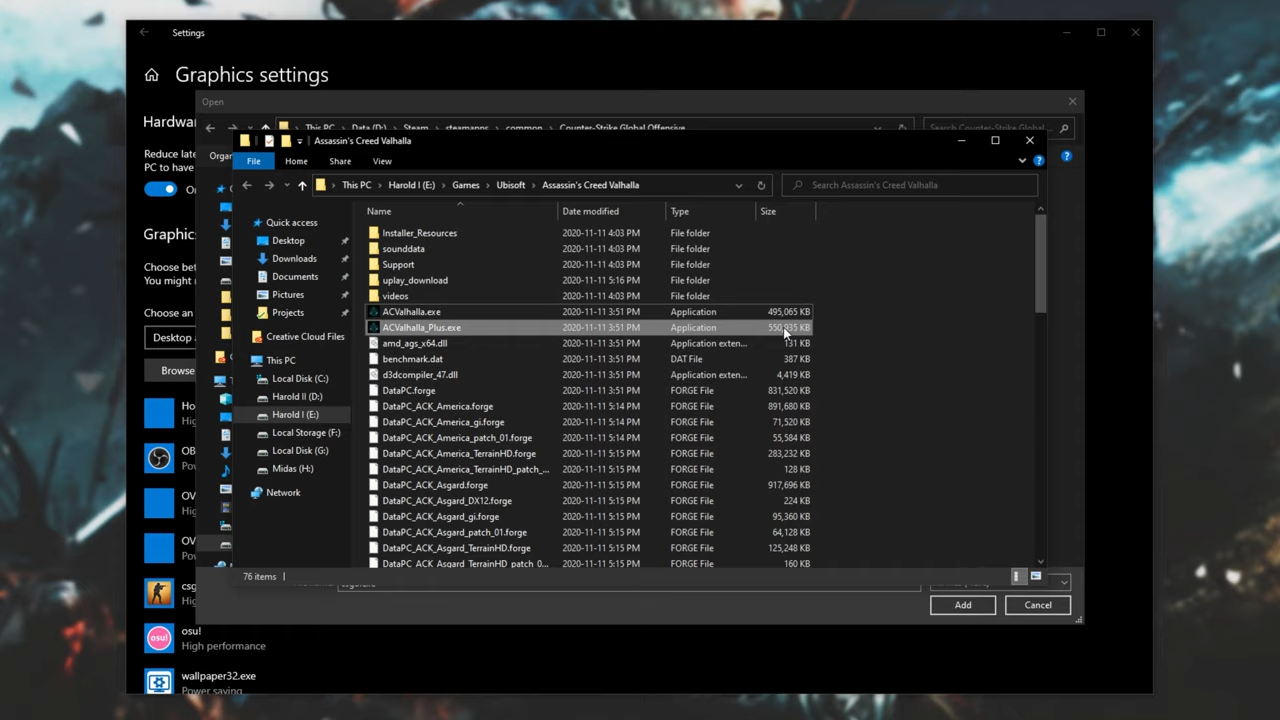 Settings
Graphics settings
Open
Hardwa
This PC Data (D:) Steam steamapps common Counter-Strike Global Offensive
Search Counter-Strike Global
Assassin's Creed Valhalla
Reduce late
PC to have
Organ
File Home Share View
This PC Harold I (E:) Games Ubisoft Assassin's Creed Valhalla
Search Assassin's Creed Valhalla
Name Date modified Type Size
Quick access
Desktop
Downloads
Documents
Pictures
Projects
Creative Cloud Files
This PC
Local Disk (C:)
Harold II (D:)
Harold I (E:)
Local Storage (F:)
Local Disk (G:)
Midas (H:)
Network
Installer_Resources 2020-11-11 4:03 PM File folder
sounddata 2020-11-11 4:03 PM File folder
Support 2020-11-11 4:03 PM File folder
uplay_download 2020-11-11 5:16 PM File folder
videos 2020-11-11 4:03 PM File folder
ACValhalla.exe 2020-11-11 3:51 PM Application 495,065 KB
ACValhalla_Plus.exe 2020-11-11 3:51 PM Application KB
amd_ags_x64.dll 2020-11-11 3:51 PM Application exten... 131 KB
benchmark.dat 2020-11-11 3:51 PM DAT File 387 KB
d3dcompiler_47.dll 2020-11-11 3:51 PM Application exten... 4,419 KB
DataPC.forge 2020-11-11 3:51 PM FORGE File 831,520 KB
DataPC_ACK_America.forge 2020-11-11 5:14 PM FORGE File 891,680 KB
DataPC_ACK_America_gi.forge 2020-11-11 5:14 PM FORGE File 71,520 KB
DataPC_ACK_America_patch_01.forge 2020-11-11 5:14 PM FORGE File 55,584 KB
DataPC_ACK_America_TerrainHD.forge 2020-11-11 5:14 PM FORGE File 283,232 KB
DataPC_ACK_America_TerrainHD_patch_... 2020-11-11 5:14 PM FORGE File 128 KB
DataPC_ACK_Asgard.forge 2020-11-11 5:15 PM FORGE File 917,696 KB
DataPC_ACK_Asgard_DX12.forge 2020-11-11 5:15 PM FORGE File 224 KB
DataPC_ACK_Asgard_gi.forge 2020-11-11 5:15 PM FORGE File 95,360 KB
DataPC_ACK_Asgard_patch_01.forge 2020-11-11 5:15 PM FORGE File 64,128 KB
DataPC_ACK_Asgard_TerrainHD.forge 2020-11-11 5:15 PM FORGE File 125,248 KB
DataPC_ACK_Asgard_TerrainHD_patch_0... 2020-11-11 5:15 PM FORGE File 160 KB
76 items
Graphics
Choose bet
You might
Choose an
Desktop a
Browse
Ho
Hig
OB
Pow
OV
Hig
OV
Pow
csg
Hig
osu!
osu!
High performance
wallpaper32.exe
Power saving
Add
Cancel